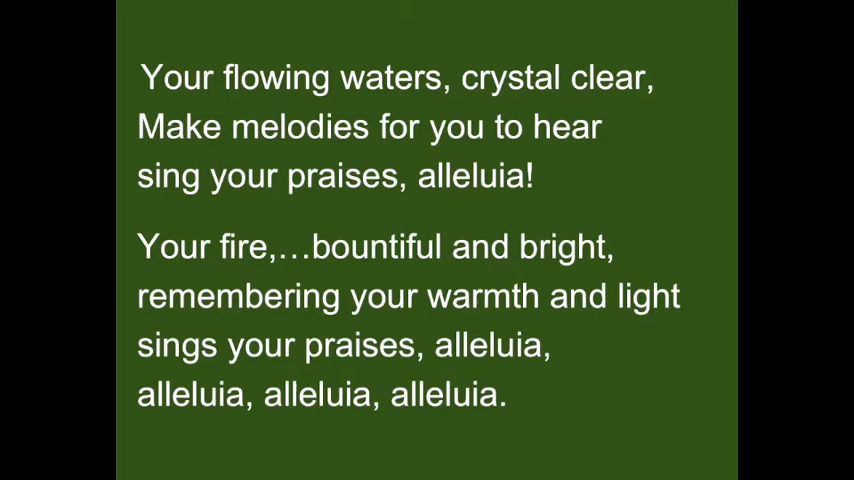 Your flowing waters, crystal clear,
Make melodies for you to hear
sing your praises, alleluia!
Your fire,…bountiful and bright,
remembering your warmth and light
sings your praises, alleluia,
alleluia, alleluia, alleluia.